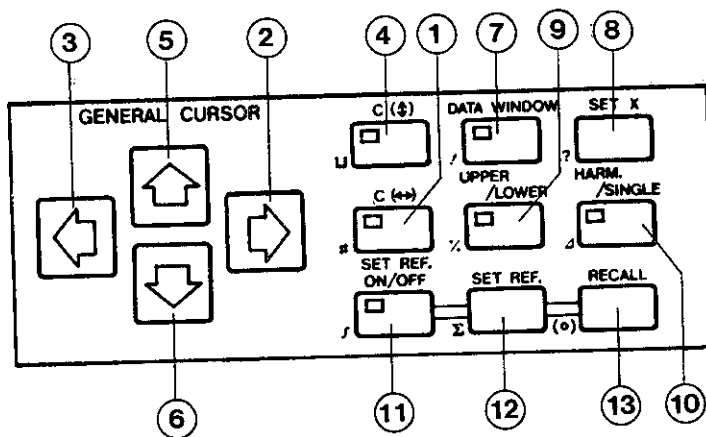 3 5 2 4 1 7 9 8
GENERAL CURSOR
C (↕) DATA WINDOW SET X
⊔ ! ?
C (↔) UPPER /LOWER HARM. /SINGLE
# % ⊿
SET REF. ON/OFF SET REF. RECALL
∫ Σ (°)
6 11 12 13 10